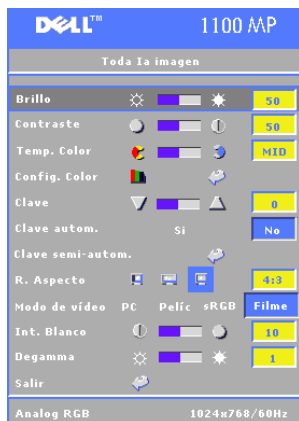 DELL™ 1100 MP
Toda Ia imagen
Brillo 50
Contraste 50
Temp. Color MID
Config. Color
Clave 0
Clave autom. Si No
Clave semi-autom.
R. Aspecto 4:3
Modo de vídeo PC Pelíc sRGB Filme
Int. Blanco 10
Degamma 1
Salir
Analog RGB 1024x768/60Hz